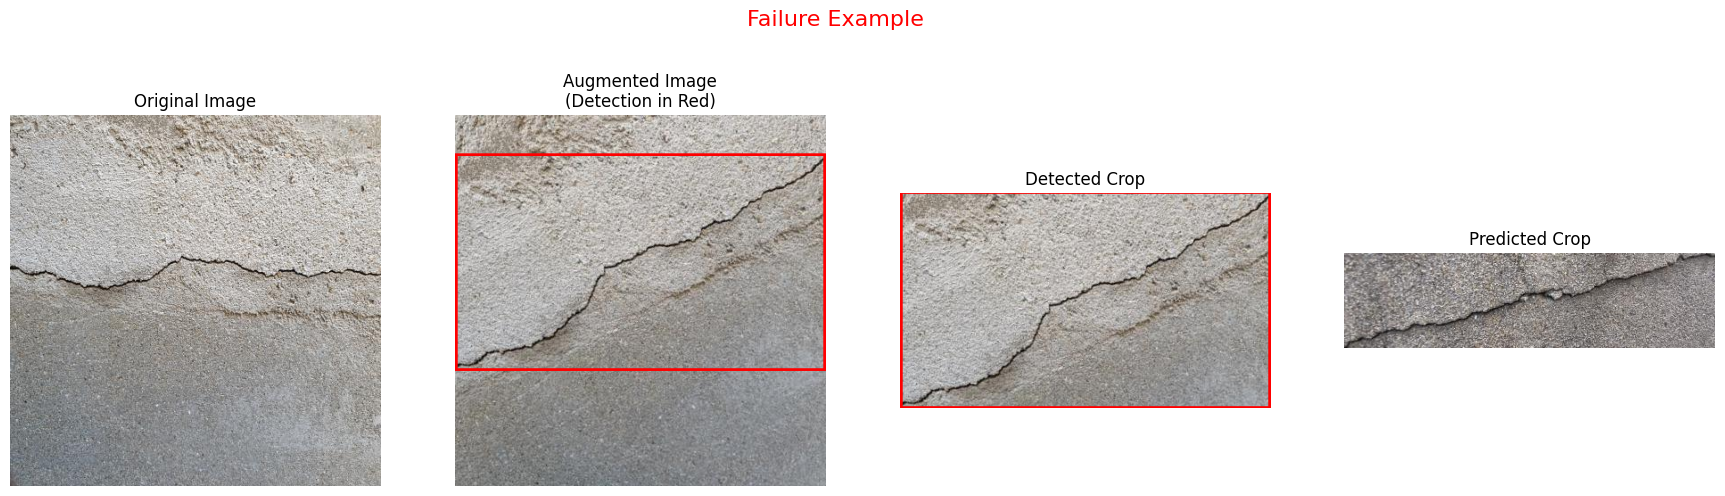 Failure Example
Original Image
Augmented Image
(Detection in Red)
Detected Crop
Predicted Crop